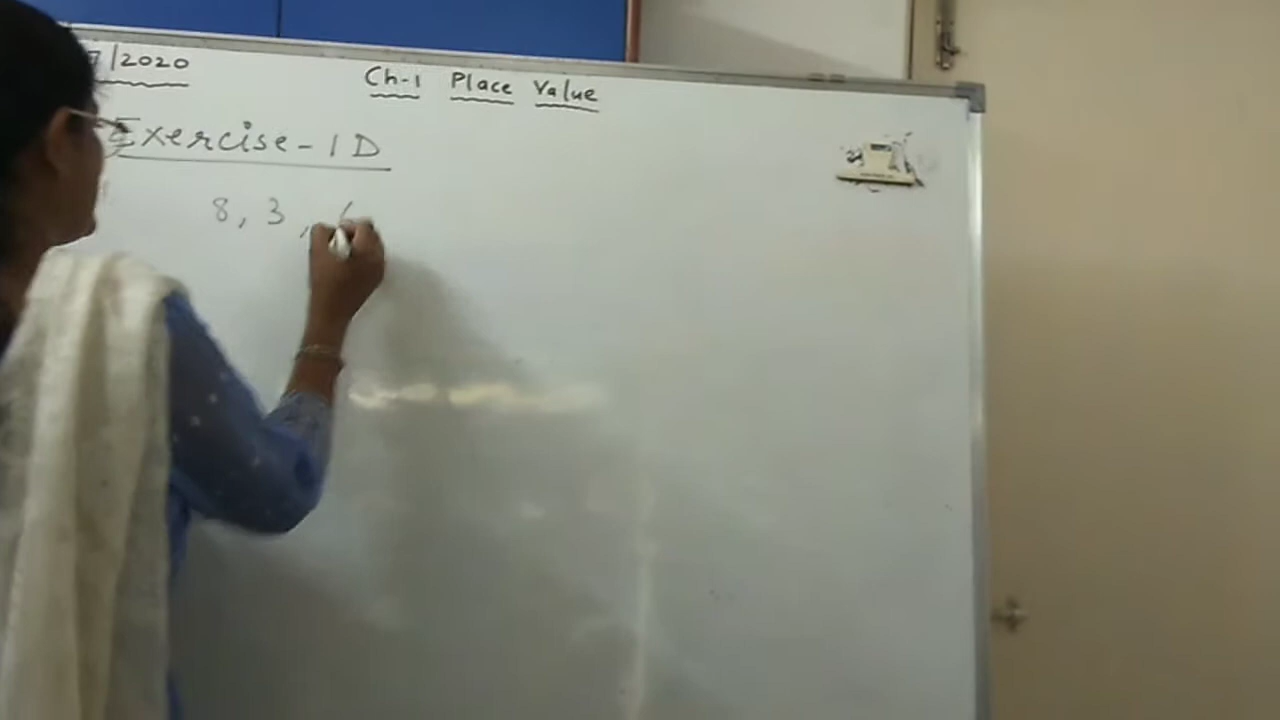 /2020
Ch-1 Place Value
Exercise-1D
8, 3,